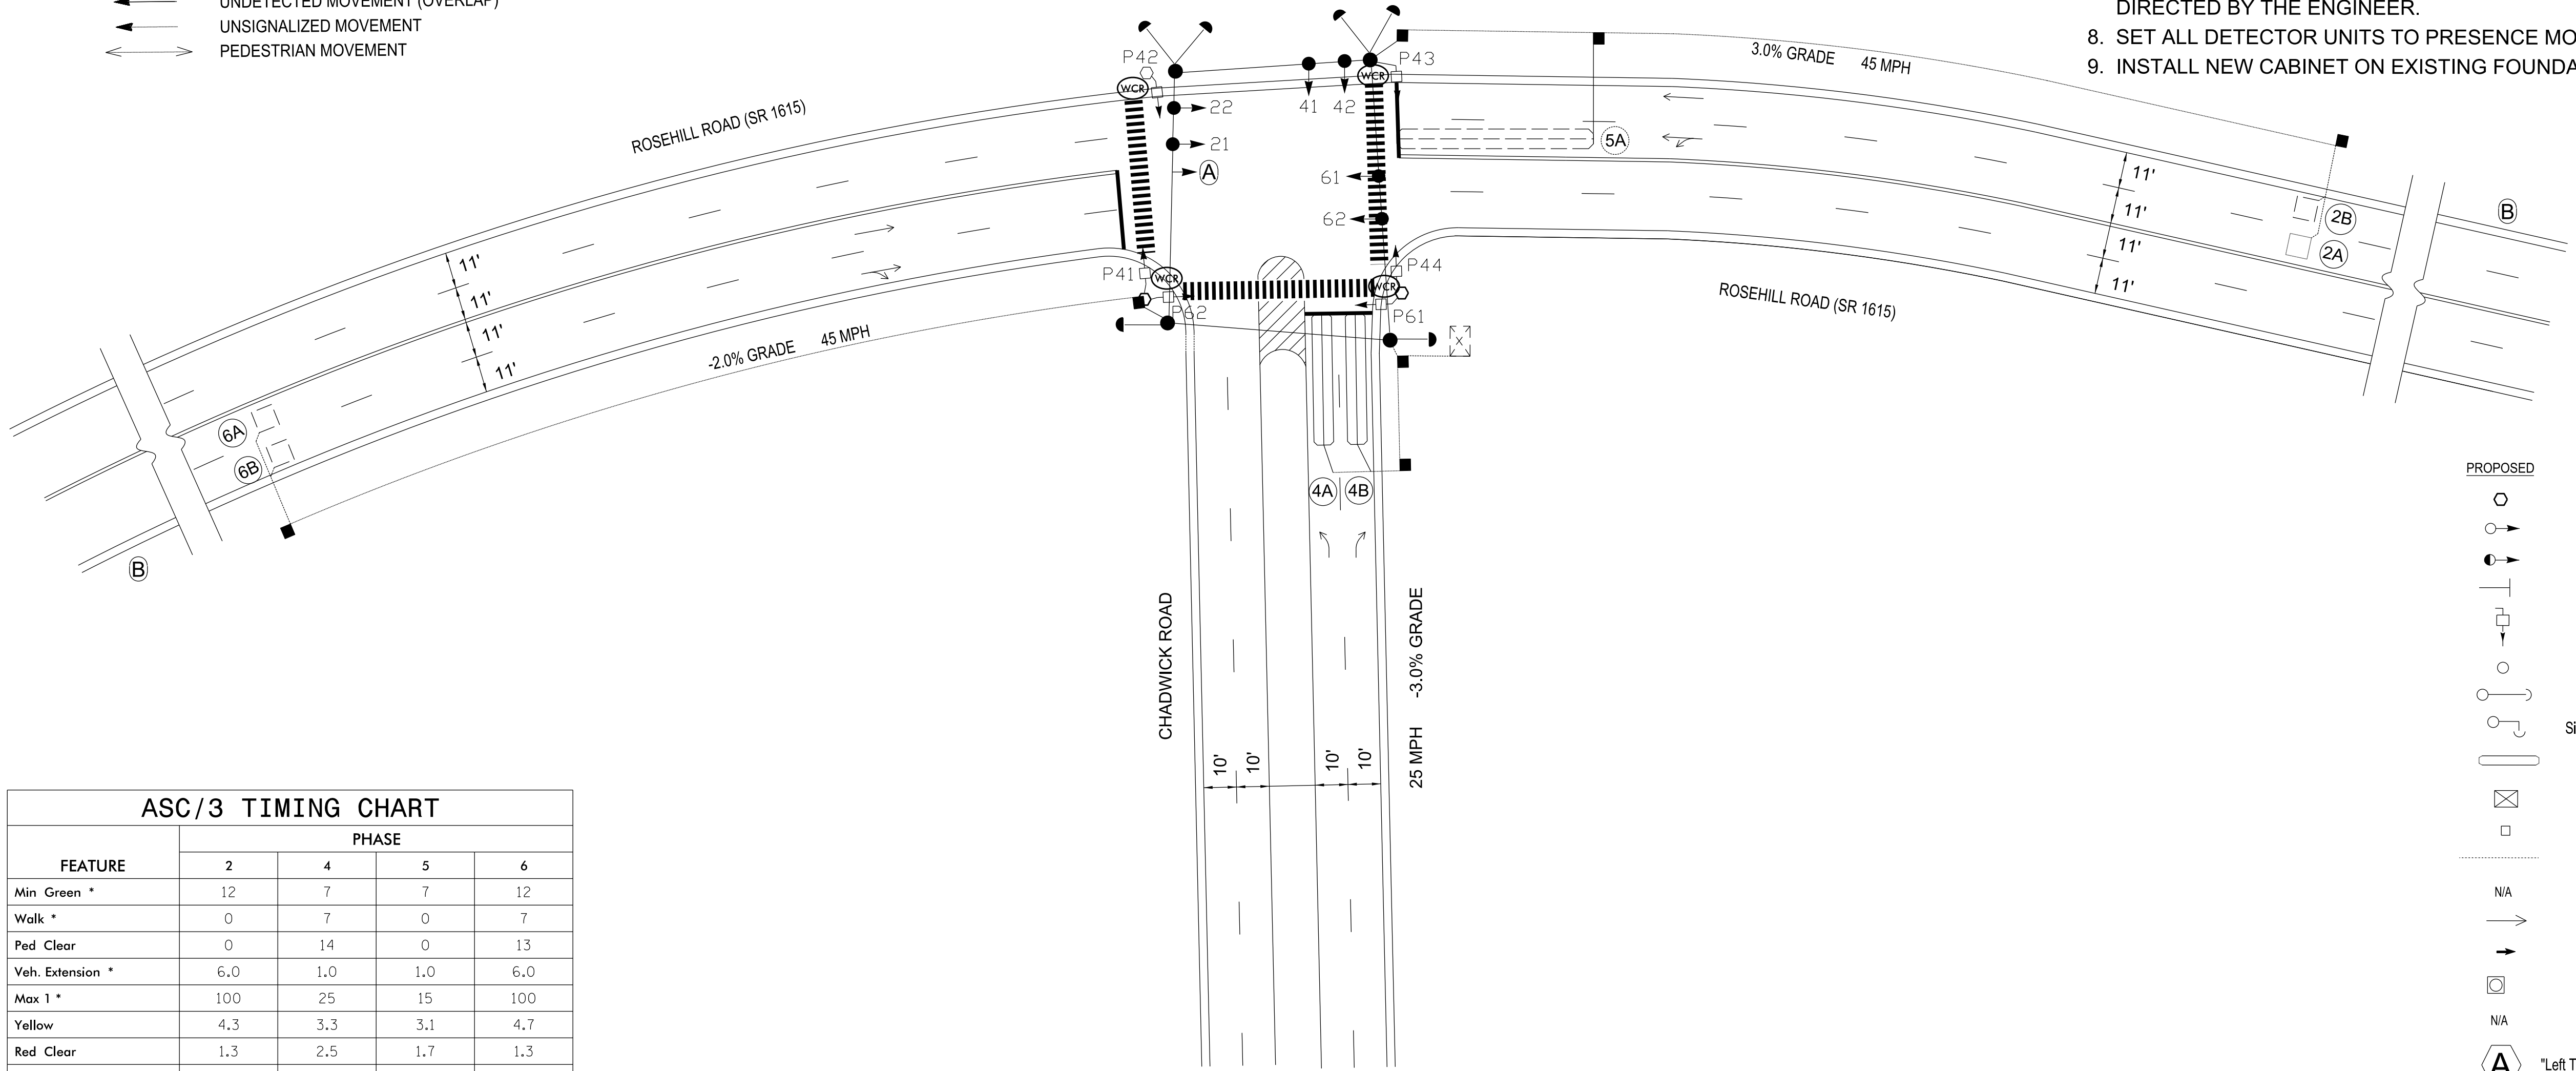 UNDETECTED MOVEMENT (OVERLAP)
UNSIGNALIZED MOVEMENT
PEDESTRIAN MOVEMENT
DIRECTED BY THE ENGINEER.
8. SET ALL DETECTOR UNITS TO PRESENCE MO
9. INSTALL NEW CABINET ON EXISTING FOUNDA
3.0% GRADE 45 MPH
P42
P43
WCR
WCR
22
41 42
21
A
5A
61
62
ROSEHILL ROAD (SR 1615)
11'
11'
11'
11'
2B
2A
B
11'
11'
11'
11'
P41
WCR
P62
P44
WCR
P61
X
ROSEHILL ROAD (SR 1615)
-2.0% GRADE 45 MPH
6A
6B
B
4A 4B
CHADWICK ROAD
25 MPH -3.0% GRADE
10' 10' 10' 10'
PROPOSED
Si
N/A
N/A
A "Left T
ASC/3 TIMING CHART
PHASE
FEATURE 2 4 5 6
Min Green * 12 7 7 12
Walk * 0 7 0 7
Ped Clear 0 14 0 13
Veh. Extension * 6.0 1.0 1.0 6.0
Max 1 * 100 25 15 100
Yellow 4.3 3.3 3.1 4.7
Red Clear 1.3 2.5 1.7 1.3